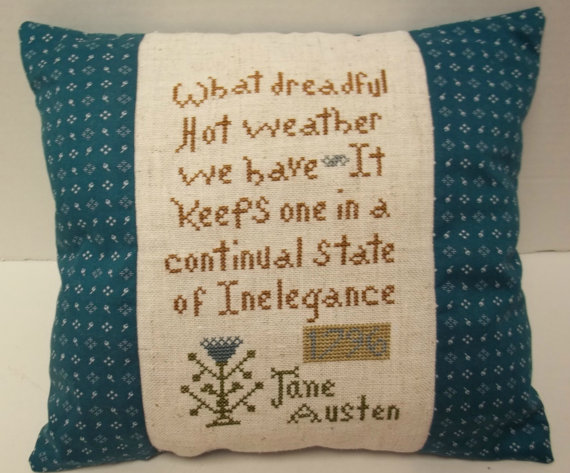 What dreadful
Hot weather
we have ~ It
Keeps one in a
continual State
of Inelegance
1796
Jane
Austen